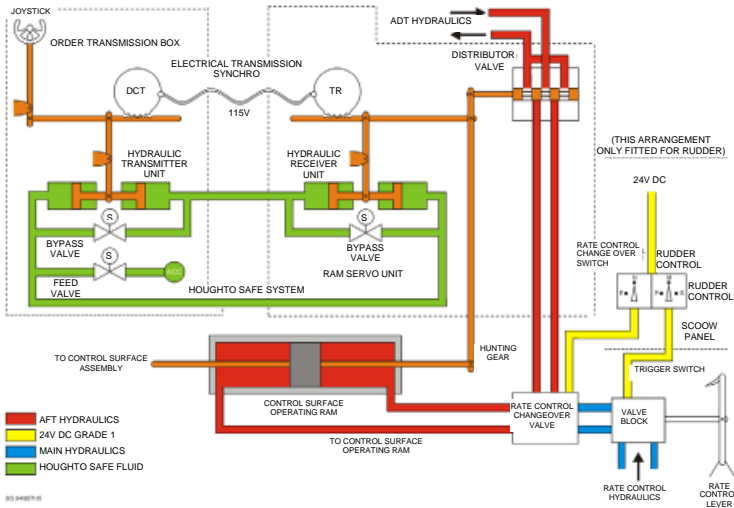 JOYSTICK
ORDER TRANSMISSION BOX
ADT HYDRAULICS
DISTRIBUTOR
VALVE
ELECTRICAL TRANSMISSION
SYNCHRO
DCT
TR
115V
(THIS ARRANGEMENT
ONLY FITTED FOR RUDDER)
HYDRAULIC
TRANSMITTER
UNIT
HYDRAULIC
RECEIVER
UNIT
24V DC
S
S
BYPASS
VALVE
BYPASS
VALVE
RATE CONTROL
CHANGE OVER
SWITCH
RUDDER
CONTROL
S
ACC
FEED
VALVE
RAM SERVO UNIT
HOUGHTO SAFE SYSTEM
RUDDER
CONTROL
SCOOW
PANEL
HUNTING
GEAR
TO CONTROL SURFACE
ASSEMBLY
TRIGGER SWITCH
CONTROL SURFACE
OPERATING RAM
RATE CONTROL
CHANGEOVER
VALVE
VALVE
BLOCK
TO CONTROL SURFACE
OPERATING RAM
AFT HYDRAULICS
24V DC GRADE 1
MAIN HYDRAULICS
HOUGHTO SAFE FLUID
RATE CONTROL
HYDRAULICS
RATE
CONTROL
LEVER